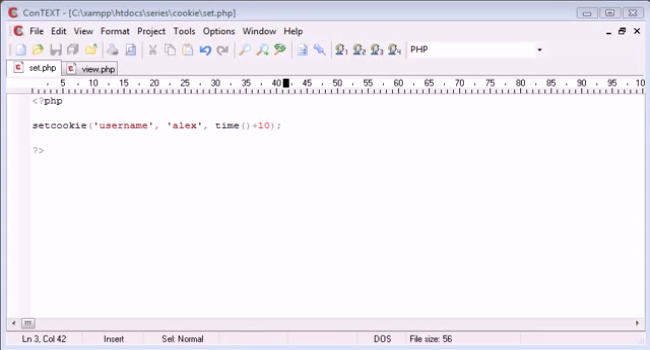 ConTEXT - [C:\xampp\htdocs\series\cookie\set.php]
File Edit View Format Project Tools Options Window Help
PHP
set.php view.php
5 10 15 20 25 30 35 40 45 50 55 60 65 70 75 80 85 90 95 10
<?php
setcookie('username', 'alex', time()+10);
?>
Ln 3, Col 42 Insert Sel: Normal DOS File size: 56